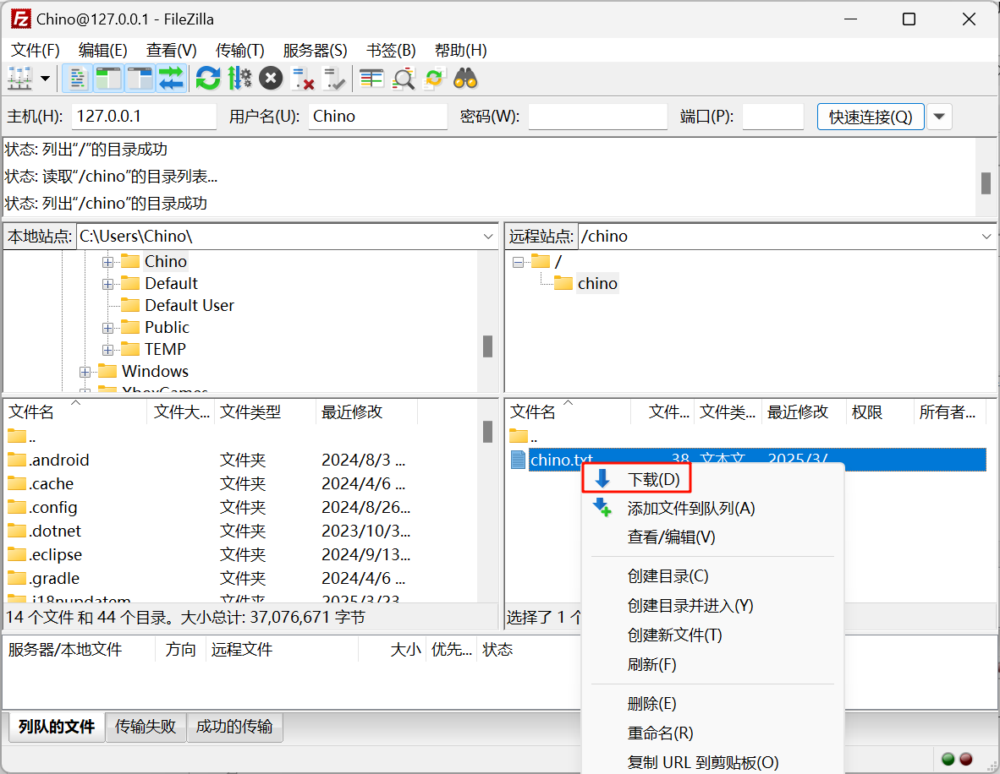 Chino@127.0.0.1 - FileZilla
文件(F) 编辑(E) 查看(V) 传输(T) 服务器(S) 书签(B) 帮助(H)
主机(H): 127.0.0.1 用户名(U): Chino 密码(W): 端口(P): 快速连接(Q)
状态: 列出“/”的目录成功
状态: 读取“/chino”的目录列表...
状态: 列出“/chino”的目录成功
本地站点: C:\Users\Chino\
Chino
Default
Default User
Public
TEMP
Windows
XboxGames
远程站点: /chino
/
chino
文件名 文件大... 文件类型 最近修改
..
.android 文件夹 2024/8/3 ...
.cache 文件夹 2024/4/6 ...
.config 文件夹 2024/8/26...
.dotnet 文件夹 2023/10/3...
.eclipse 文件夹 2024/9/13...
.gradle 文件夹 2024/4/6 ...
.i18nupdatem 文件夹 2025/3/23
14 个文件 和 44 个目录。大小总计: 37,076,671 字节
文件名 文件... 文件类... 最近修改 权限 所有者...
..
chino.txt 38 文本文 2025/3/
选择了 1 个
下载(D)
添加文件到队列(A)
查看/编辑(V)
创建目录(C)
创建目录并进入(Y)
创建新文件(T)
刷新(F)
删除(E)
重命名(R)
复制 URL 到剪贴板(O)
服务器/本地文件 方向 远程文件 大小 优先... 状态
列队的文件 传输失败 成功的传输